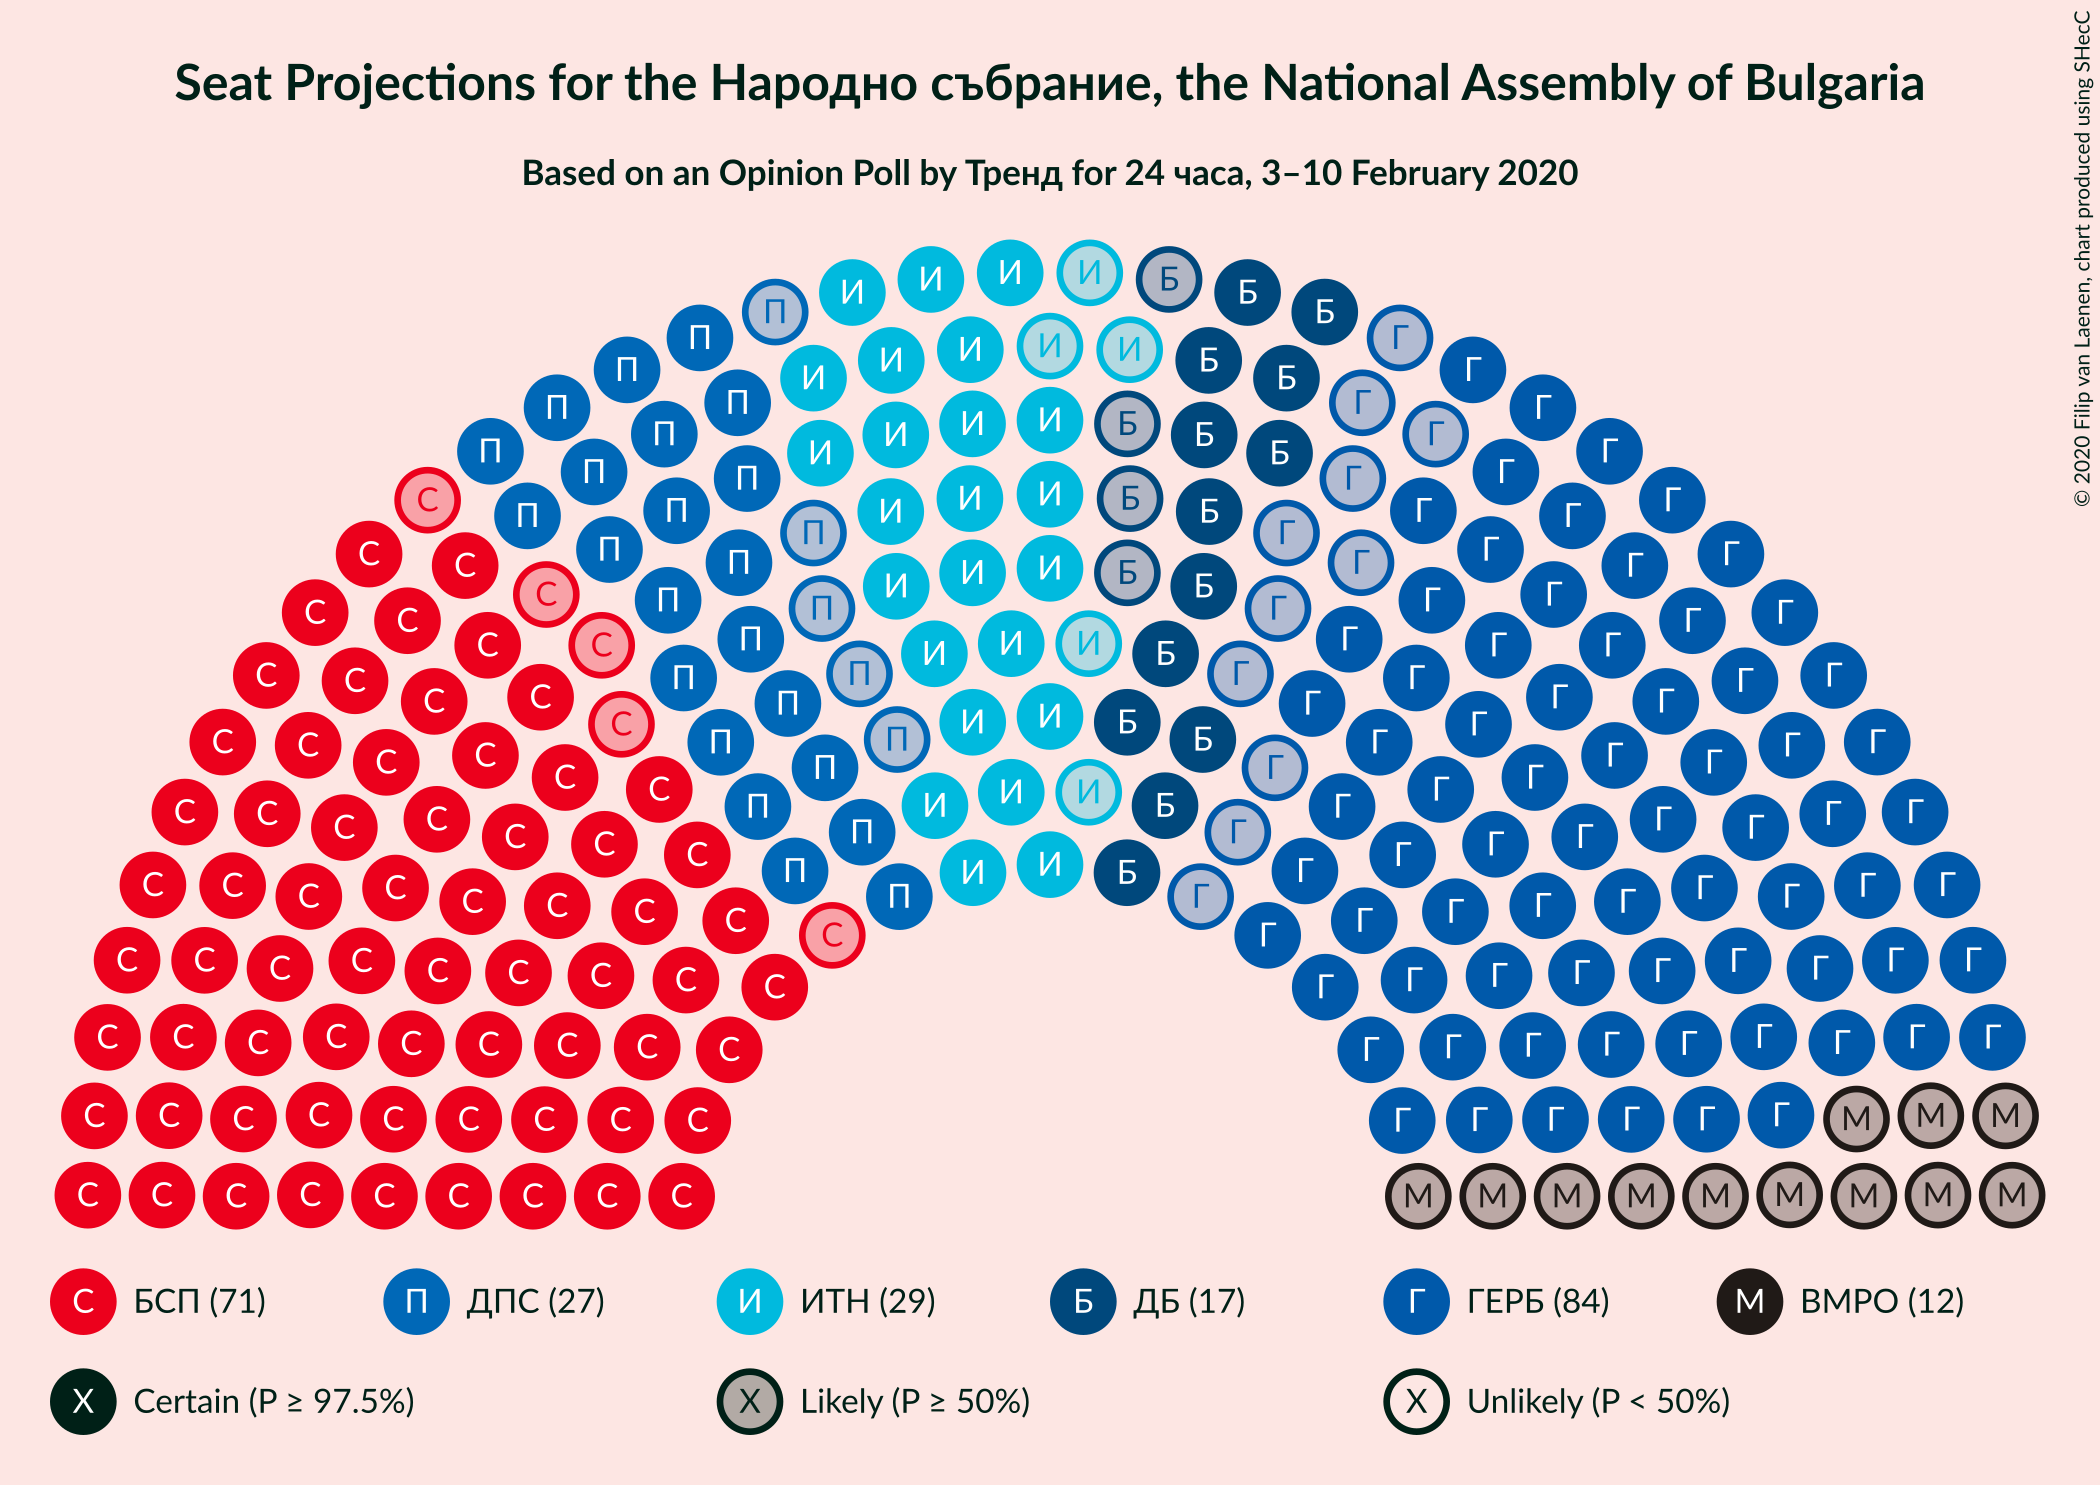 Seat Projections for the Народно събрание, the National Assembly of Bulgaria
Based on an Opinion Poll by Тренд for 24 часа, 3–10 February 2020
© 2020 Filip van Laenen, chart produced using SHecC
С БСП (71) П ДПС (27) И ИТН (29) Б ДБ (17) Г ГЕРБ (84) М ВМРО (12)
X Certain (P ≥ 97.5%) X Likely (P ≥ 50%) X Unlikely (P < 50%)